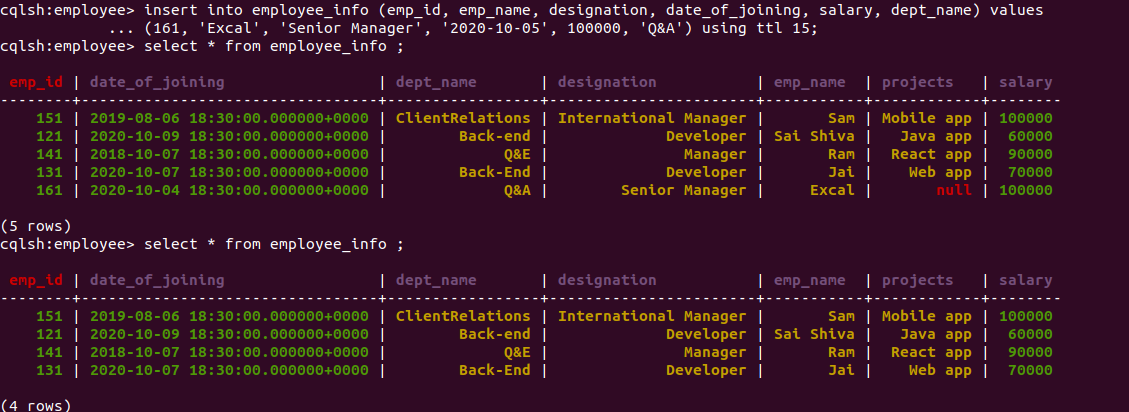 cqlsh:employee> insert into employee_info (emp_id, emp_name, designation, date_of_joining, salary, dept_name) values
            ... (161, 'Excal', 'Senior Manager', '2020-10-05', 100000, 'Q&A') using ttl 15;
cqlsh:employee> select * from employee_info ;
 emp_id | date_of_joining                 | dept_name       | designation           | emp_name  | projects   | salary
--------+---------------------------------+-----------------+-----------------------+-----------+------------+--------
    151 | 2019-08-06 18:30:00.000000+0000 | ClientRelations | International Manager |       Sam | Mobile app | 100000
    121 | 2020-10-09 18:30:00.000000+0000 |        Back-end |             Developer | Sai Shiva |   Java app |  60000
    141 | 2018-10-07 18:30:00.000000+0000 |             Q&E |               Manager |       Ram |  React app |  90000
    131 | 2020-10-07 18:30:00.000000+0000 |        Back-End |             Developer |       Jai |    Web app |  70000
    161 | 2020-10-04 18:30:00.000000+0000 |             Q&A |        Senior Manager |     Excal |       null | 100000
(5 rows)
cqlsh:employee> select * from employee_info ;
 emp_id | date_of_joining                 | dept_name       | designation           | emp_name  | projects   | salary
--------+---------------------------------+-----------------+-----------------------+-----------+------------+--------
    151 | 2019-08-06 18:30:00.000000+0000 | ClientRelations | International Manager |       Sam | Mobile app | 100000
    121 | 2020-10-09 18:30:00.000000+0000 |        Back-end |             Developer | Sai Shiva |   Java app |  60000
    141 | 2018-10-07 18:30:00.000000+0000 |             Q&E |               Manager |       Ram |  React app |  90000
    131 | 2020-10-07 18:30:00.000000+0000 |        Back-End |             Developer |       Jai |    Web app |  70000
(4 rows)